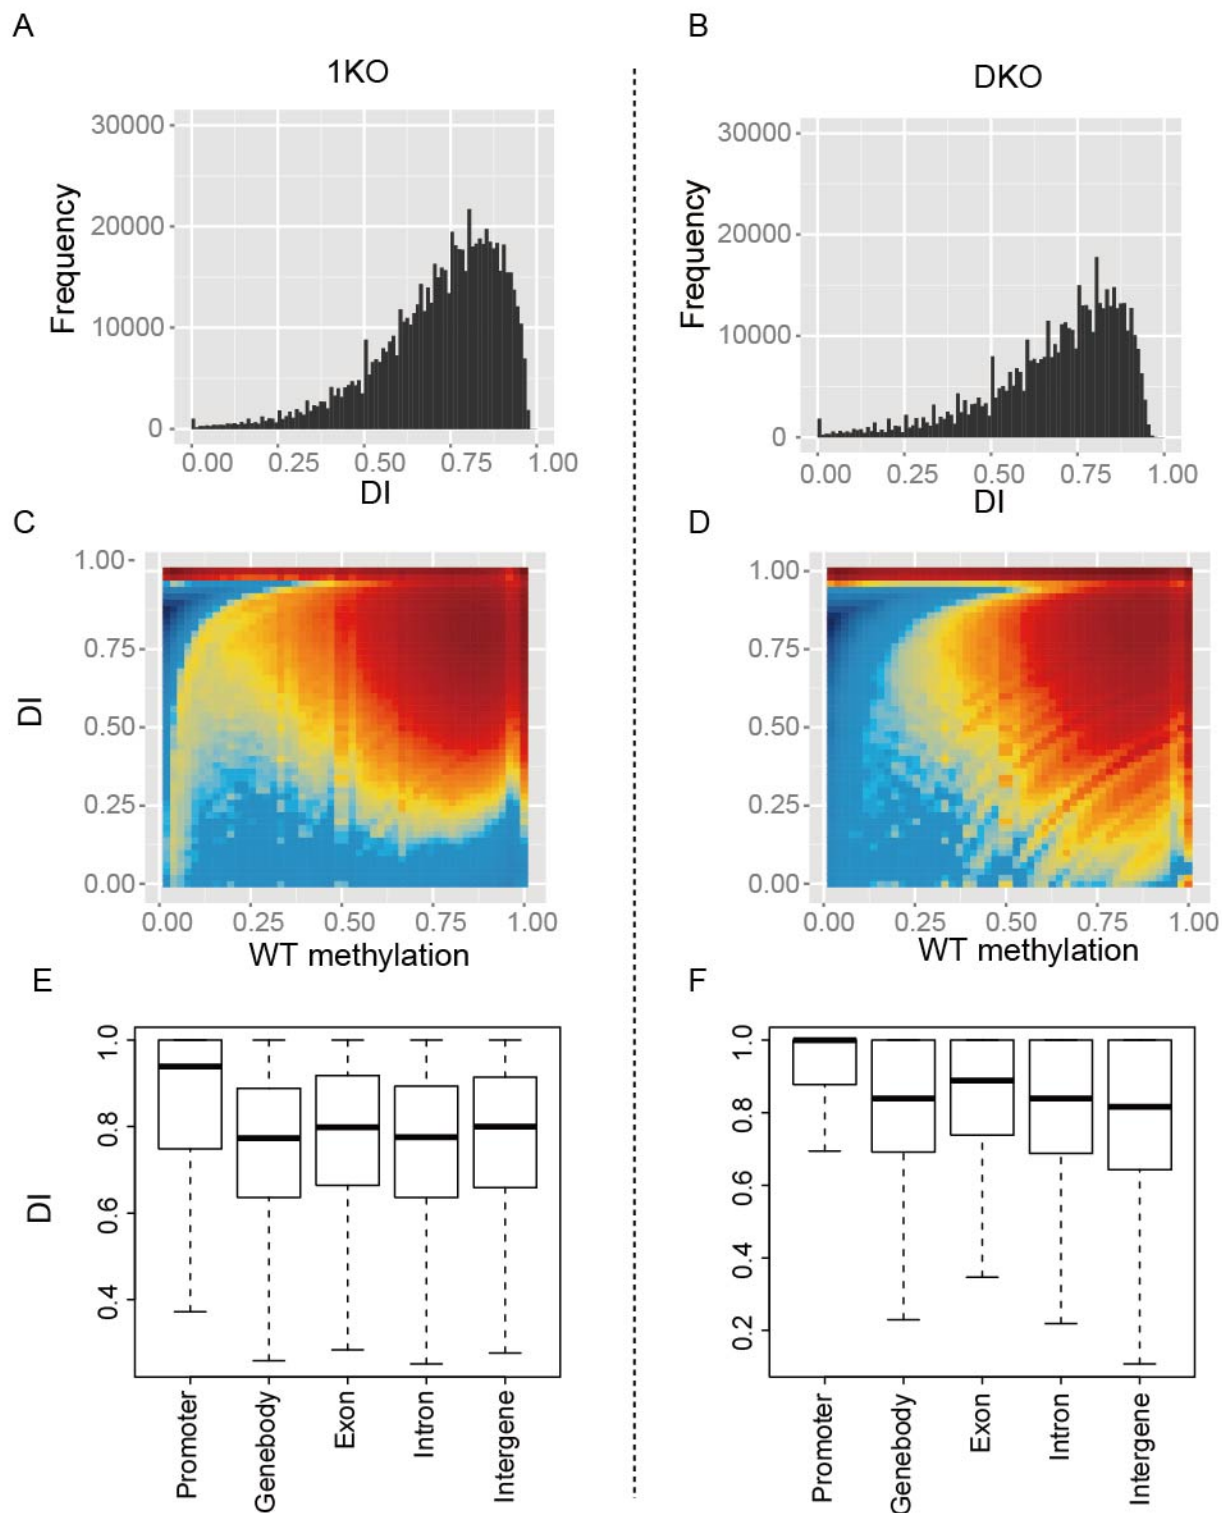 A
B
1KO
DKO
30000
20000
10000
0
Frequency
0.00 0.25 0.50 0.75 1.00
DI
30000
20000
10000
0
Frequency
0.00 0.25 0.50 0.75 1.00
DI
C
D
1.00
0.75
0.50
0.25
0.00
DI
0.00 0.25 0.50 0.75 1.00
WT methylation
1.00
0.75
0.50
0.25
0.00
0.00 0.25 0.50 0.75 1.00
WT methylation
E
F
1.0
0.8
0.6
0.4
DI
Promoter
Genebody
Exon
Intron
Intergene
1.0
0.8
0.6
0.4
0.2
Promoter
Genebody
Exon
Intron
Intergene